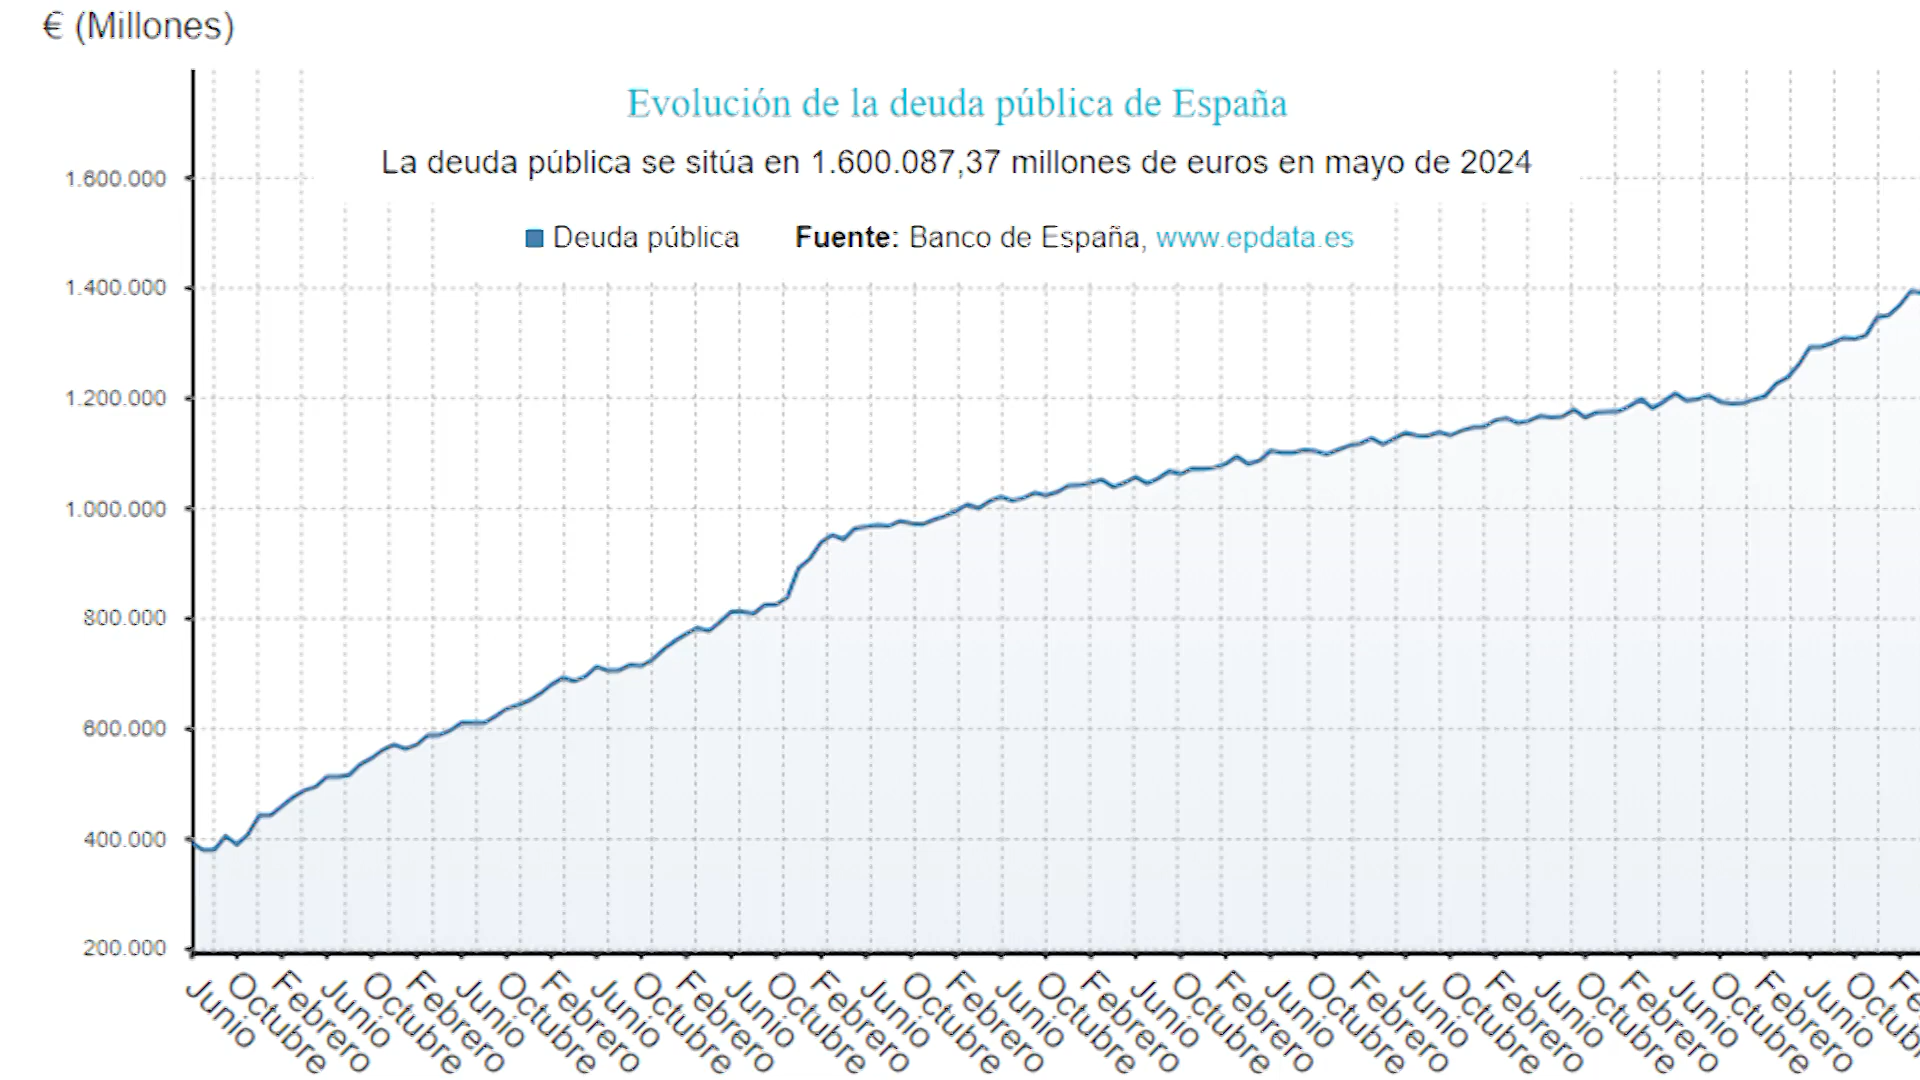 € (Millones)
Evolución de la deuda pública de España
La deuda pública se sitúa en 1.600.087,37 millones de euros en mayo de 2024
Deuda pública Fuente: Banco de España, www.epdata.es
1.600.000
1.400.000
1.200.000
1.000.000
800.000
600.000
400.000
200.000
Junio Octubre Febrero Junio Octubre Febrero Junio Octubre Febrero Junio Octubre Febrero Junio Octubre Febrero Junio Octubre Febrero Junio Octubre Febrero Junio Octubre Febrero Junio Octubre Febrero Junio Octubre Febrero Junio Octubre Febrero Junio Octubre Febrero Junio Octubre Fe